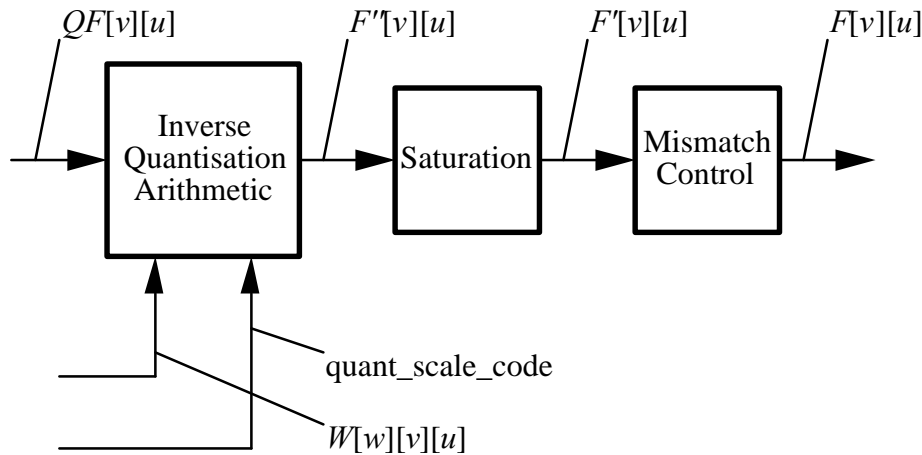 QF[v][u]
F''[v][u]
F'[v][u]
F[v][u]
Inverse
Quantisation
Arithmetic
Saturation
Mismatch
Control
quant_scale_code
W[w][v][u]